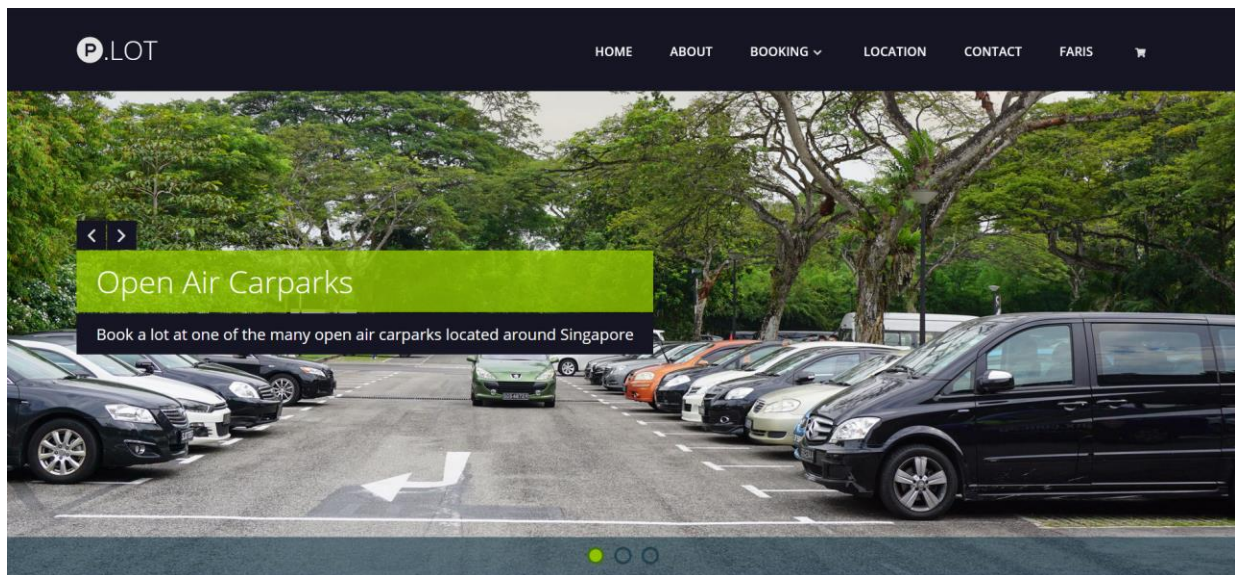 P.LOT
HOME ABOUT BOOKING LOCATION CONTACT FARIS
Open Air Carparks
Book a lot at one of the many open air carparks located around Singapore